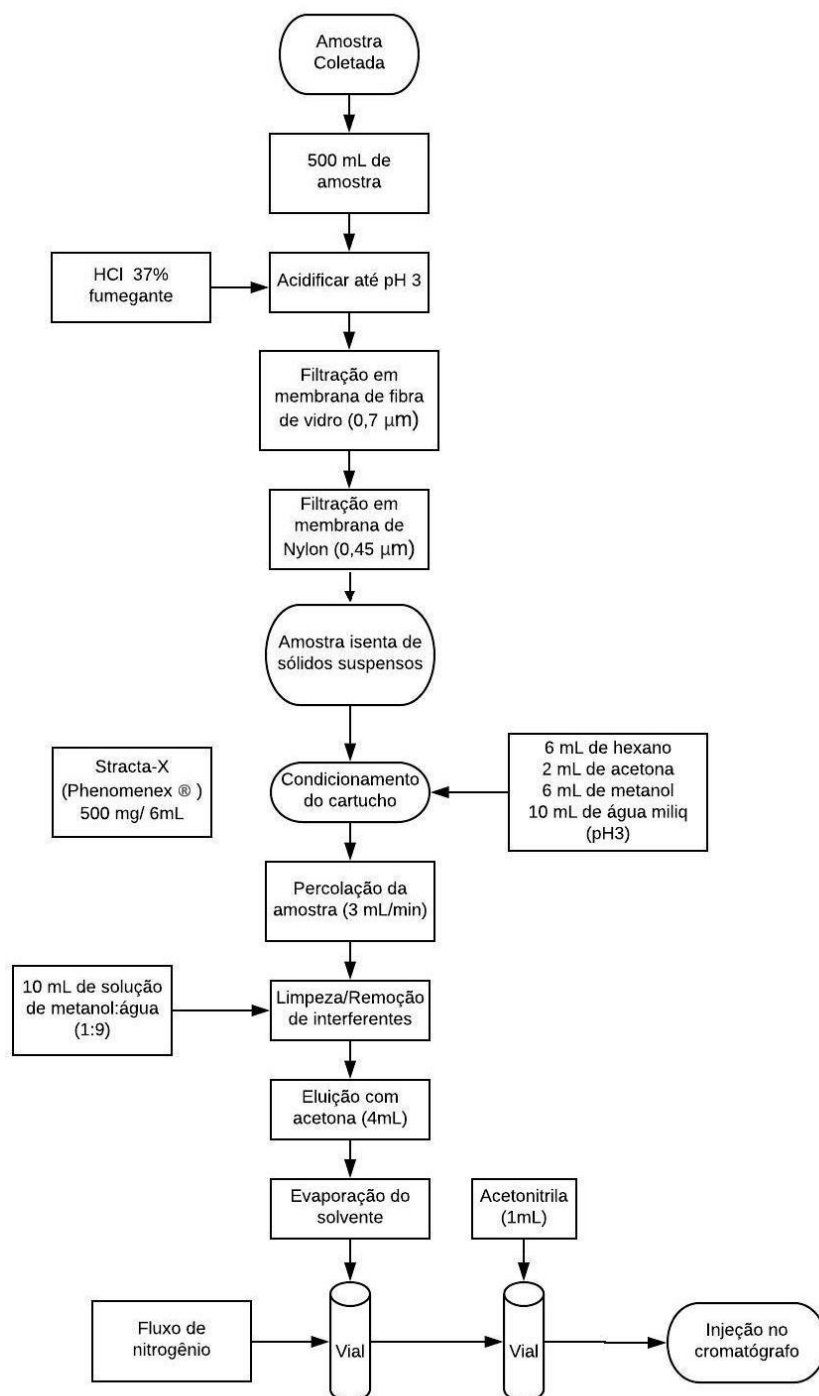 Amostra
Coletada
500 mL de
amostra
HCl 37%
fumegante
Acidificar até pH 3
Filtração em
membrana de fibra
de vidro (0,7 µm)
Filtração em
membrana de
Nylon (0,45 µm)
Amostra isenta de
sólidos suspensos
Stracta-X
(Phenomenex ® )
500 mg/ 6mL
Condicionamento
do cartucho
6 mL de hexano
2 mL de acetona
6 mL de metanol
10 mL de água miliq
(pH3)
Percolação da
amostra (3 mL/min)
10 mL de solução
de metanol:água
(1:9)
Limpeza/Remoção
de interferentes
Eluição com
acetona (4mL)
Evaporação do
solvente
Acetonitrila
(1mL)
Fluxo de
nitrogênio
Vial
Vial
Injeção no
cromatógrafo